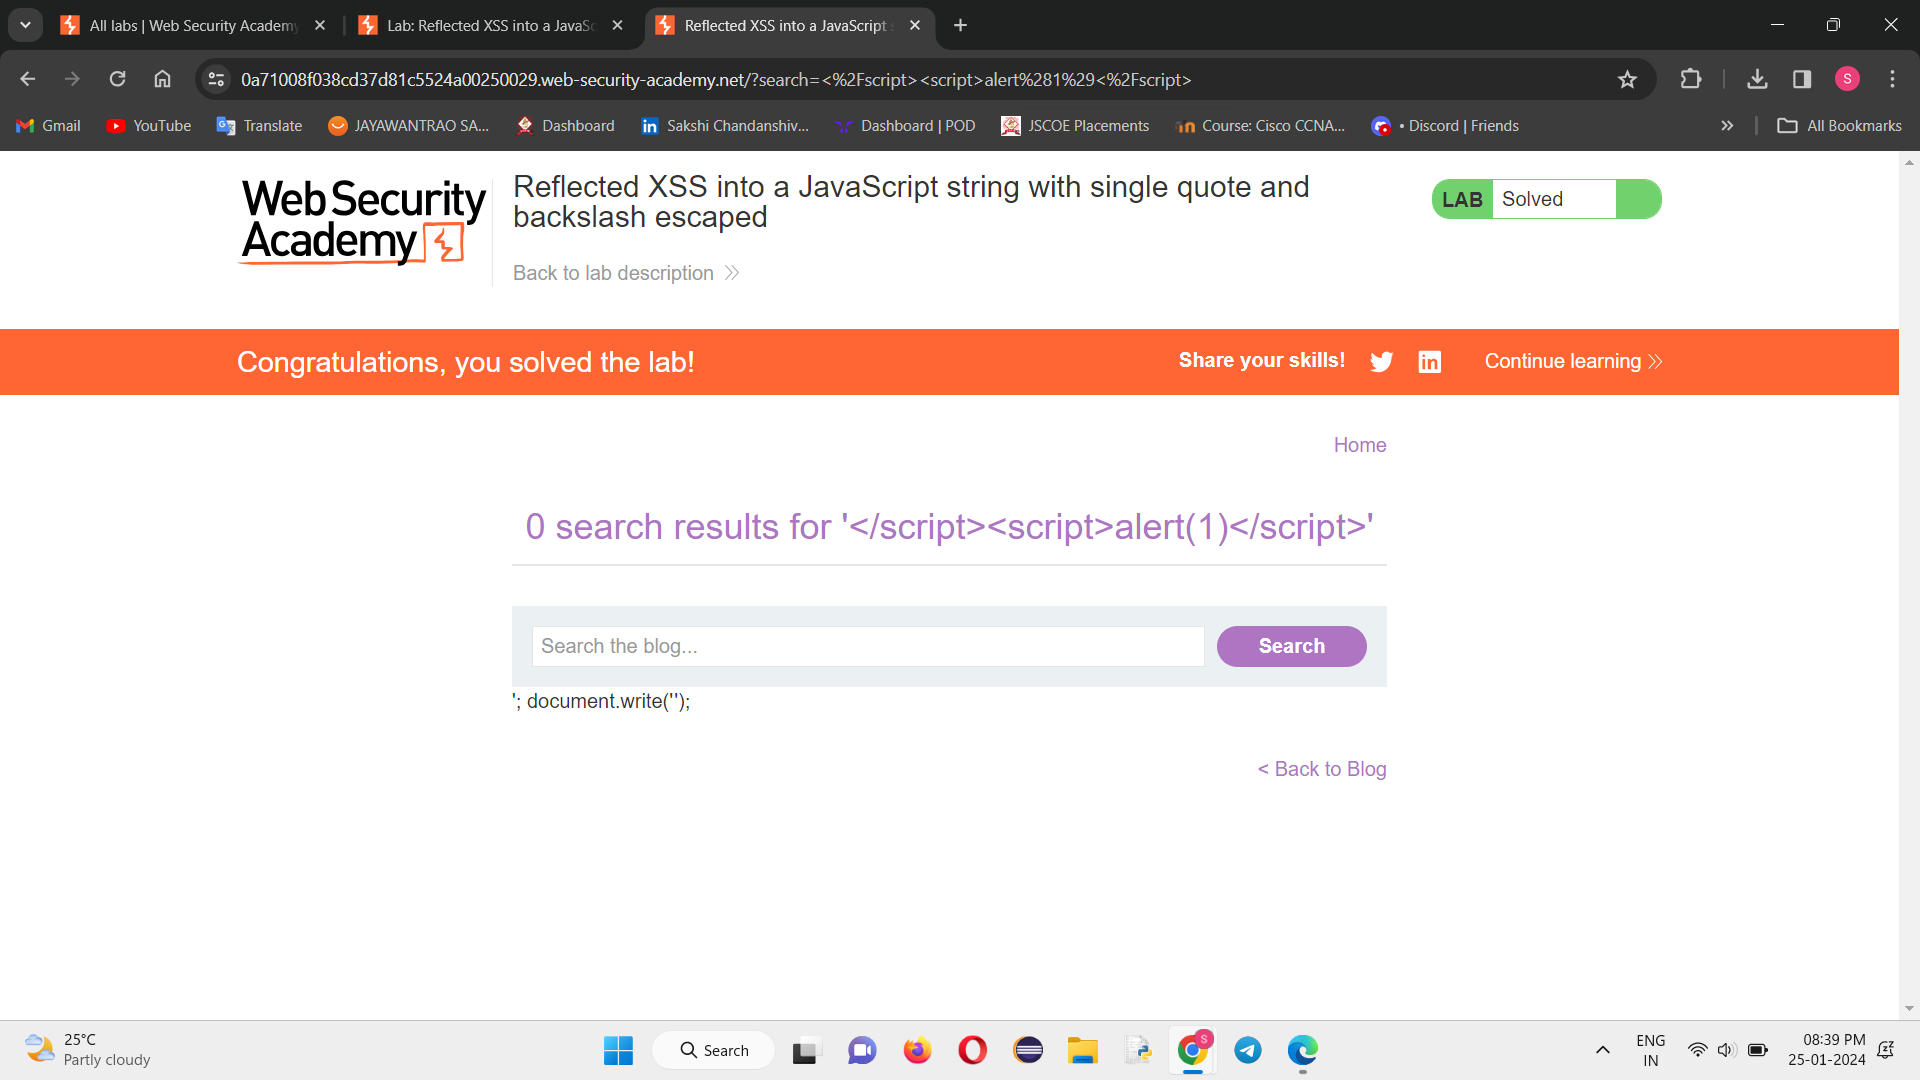 All labs | Web Security Academy
Lab: Reflected XSS into a JavaSc
Reflected XSS into a JavaScript s
0a71008f038cd37d81c5524a00250029.web-security-academy.net/?search=<%2Fscript><script>alert%281%29<%2Fscript>
S
Gmail
YouTube
Translate
JAYAWANTRAO SA...
Dashboard
Sakshi Chandanshiv...
Dashboard | POD
JSCOE Placements
Course: Cisco CCNA...
• Discord | Friends
»
All Bookmarks
Web Security
Academy
Reflected XSS into a JavaScript string with single quote and
backslash escaped
Back to lab description
LAB Solved
Congratulations, you solved the lab!
Share your skills!
Continue learning
Home
0 search results for '</script><script>alert(1)</script>'
Search the blog...
Search
'; document.write('');
< Back to Blog
25°C
Partly cloudy
Search
S
ENG
IN
08:39 PM
25-01-2024